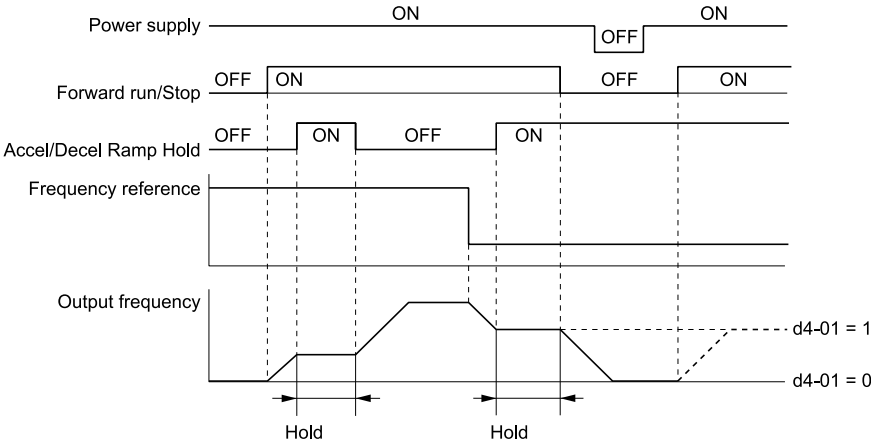 ON ON
Power supply OFF
OFF ON OFF ON
Forward run/Stop
OFF ON OFF ON
Accel/Decel Ramp Hold
Frequency reference
Output frequency
d4-01 = 1
d4-01 = 0
Hold Hold